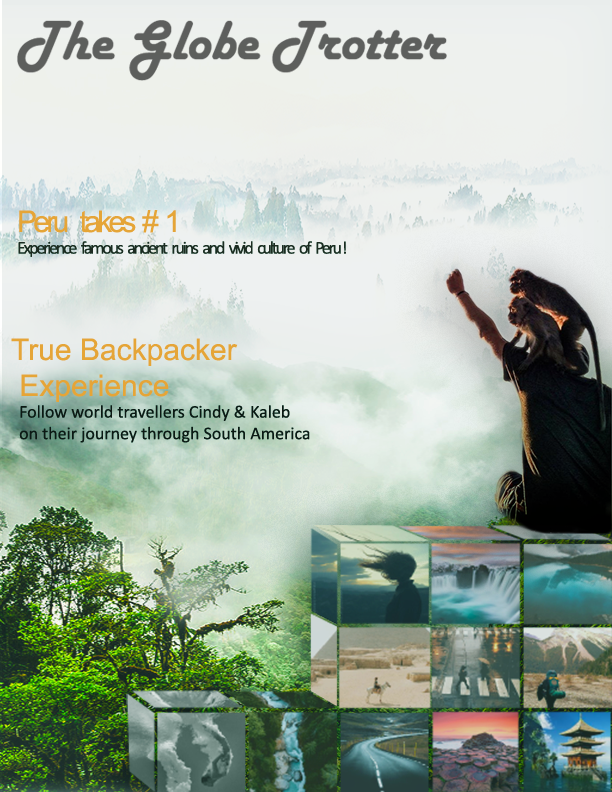 The Globe Trotter
Peru takes # 1
Experience famous ancient ruins and vivid culture of Peru!
True Backpacker
Experience
Follow world travellers Cindy & Kaleb
on their journey through South America